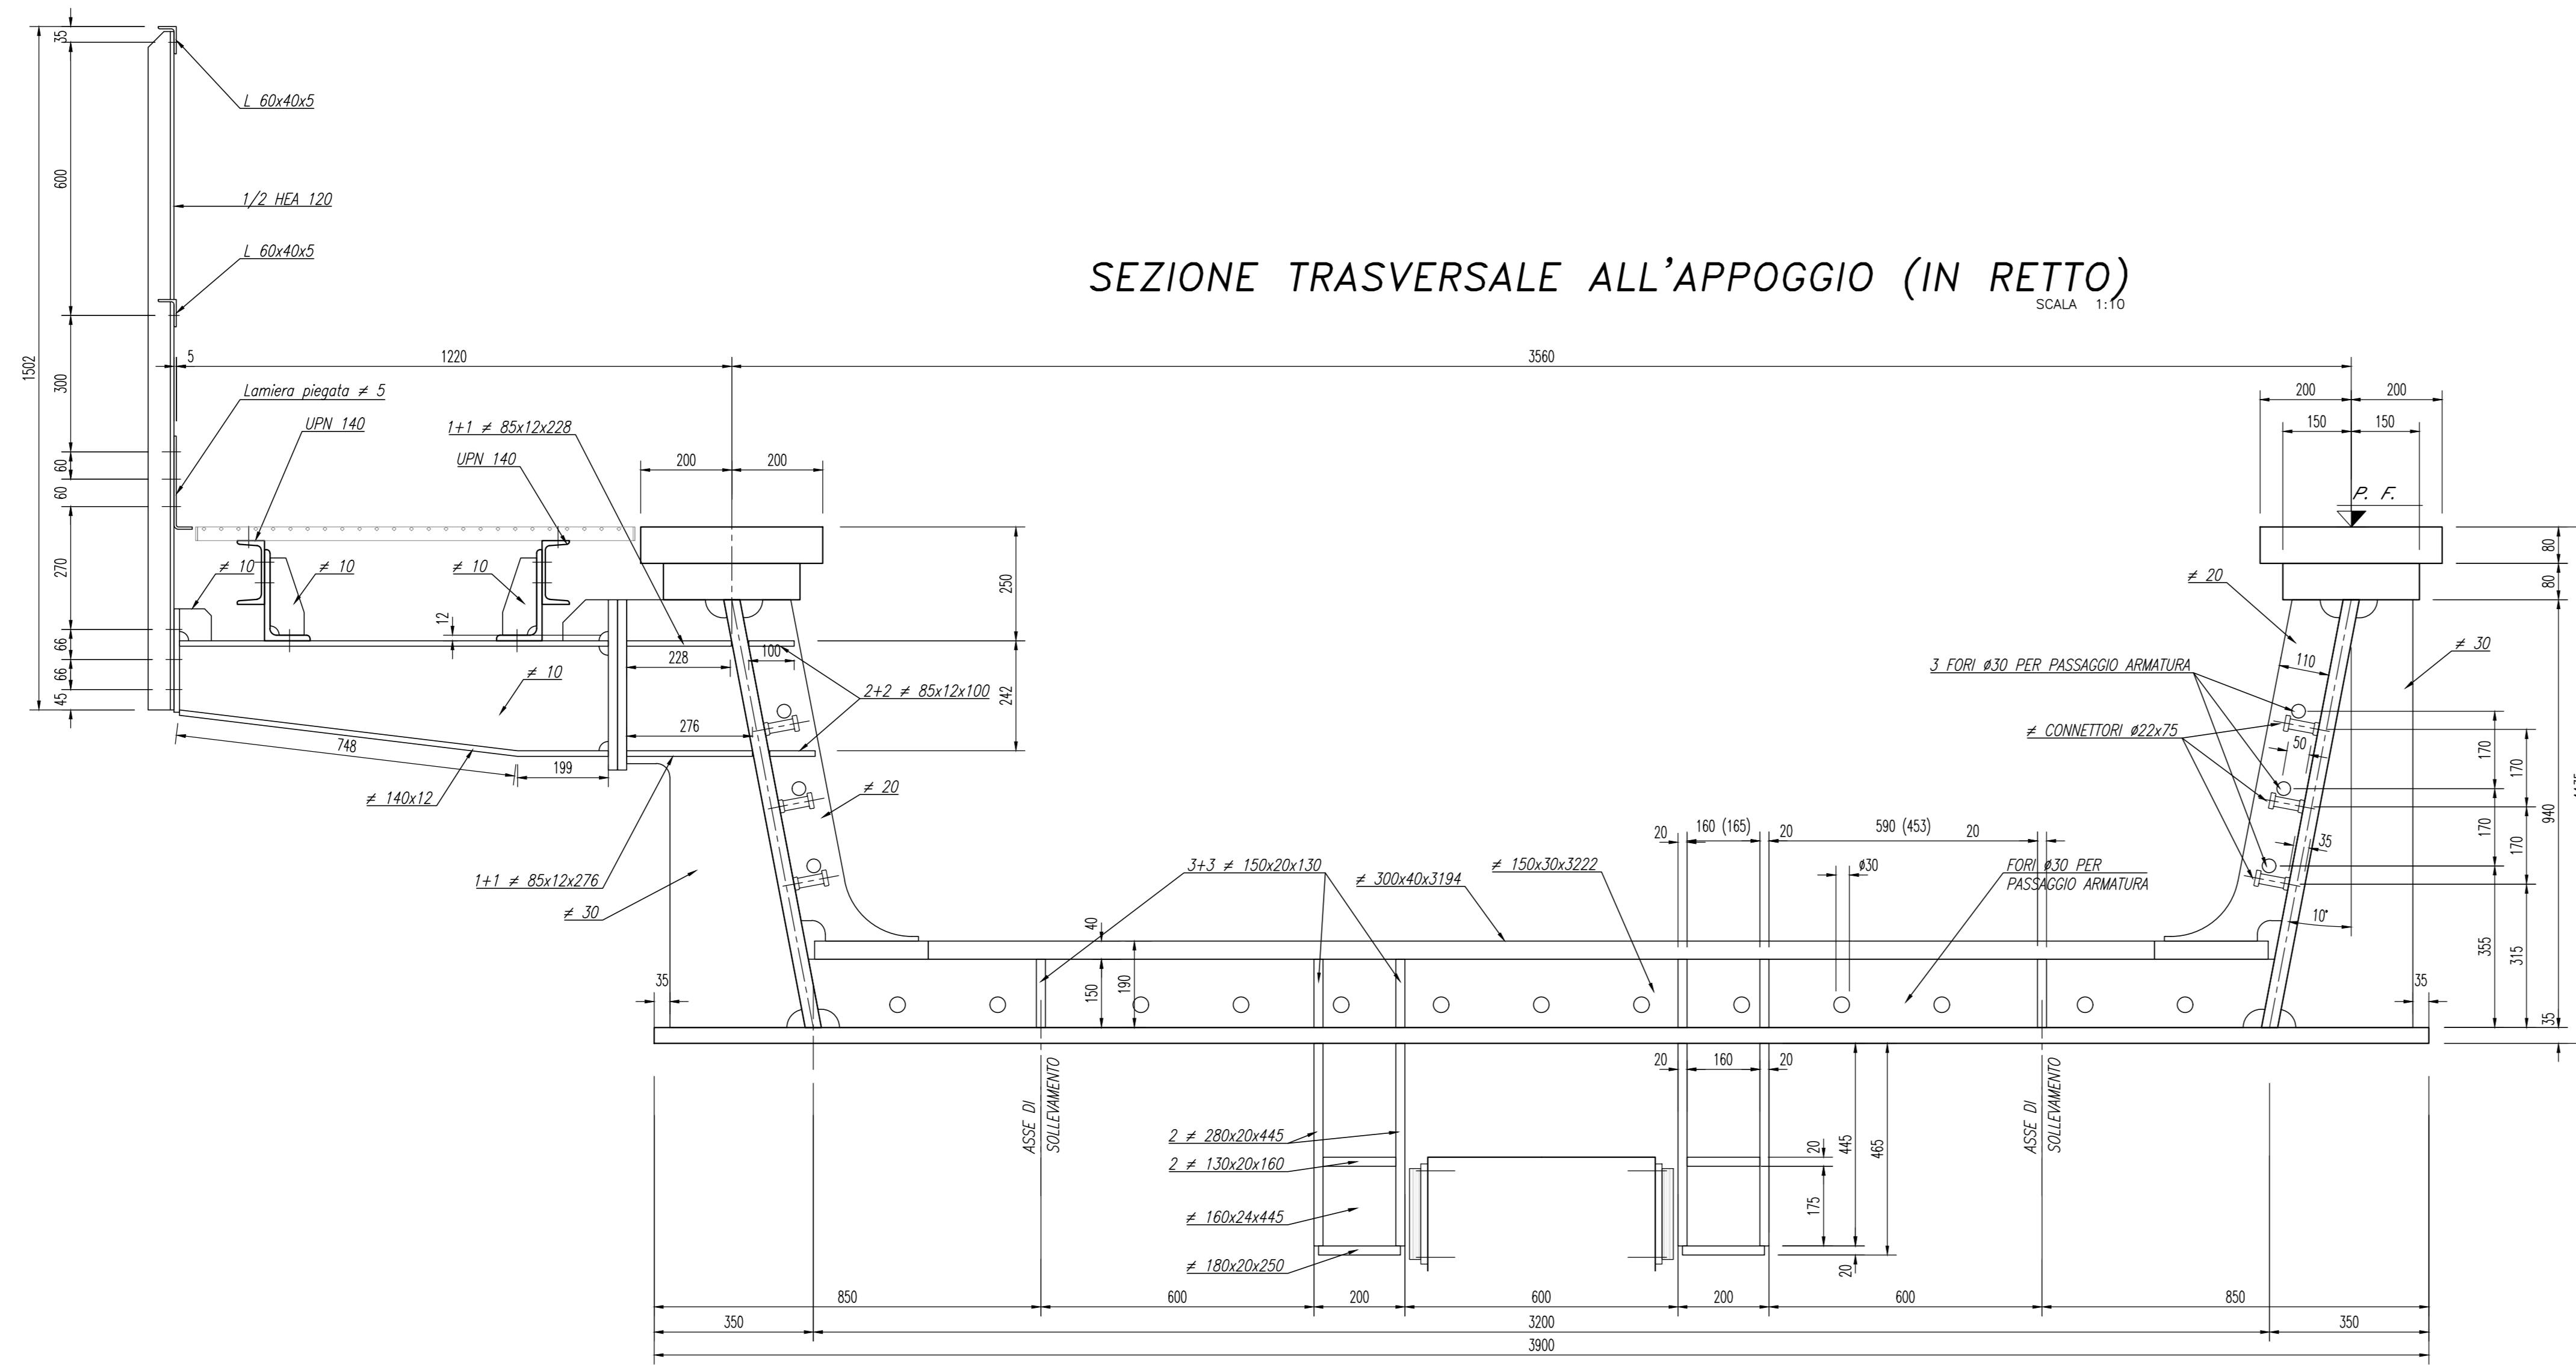 35
L 60x40x5
600
1/2 HEA 120
L 60x40x5
SEZIONE TRASVERSALE ALL'APPOGGIO (IN RETTO)
SCALA 1:10
1502
5
1220
3560
300
Lamiera piegata ≠ 5
200
200
UPN 140
1+1 ≠ 85x12x228
150
150
UPN 140
200
200
60
60
P. F.
270
≠ 10
≠ 10
≠ 10
250
80
≠ 20
80
12
66
228
100
3 FORI ø30 PER PASSAGGIO ARMATURA
110
≠ 30
66
≠ 10
2+2 ≠ 85x12x100
242
45
276
≠ CONNETTORI ø22x75
50
748
199
170
170
≠ 140x12
≠ 20
940
20
160 (165)
20
590 (453)
20
170
170
35
1+1 ≠ 85x12x276
3+3 ≠ 150x20x130
≠ 300x40x3194
≠ 150x30x3222
ø30
FORI ø30 PER
PASSAGGIO ARMATURA
≠ 30
40
10°
355
315
35
150
190
35
35
20
160
20
ASSE DI
SOLLEVAMENTO
ASSE DI
SOLLEVAMENTO
2 ≠ 280x20x445
20
445
465
2 ≠ 130x20x160
175
≠ 160x24x445
≠ 180x20x250
20
850
600
200
600
200
600
850
350
3200
350
3900